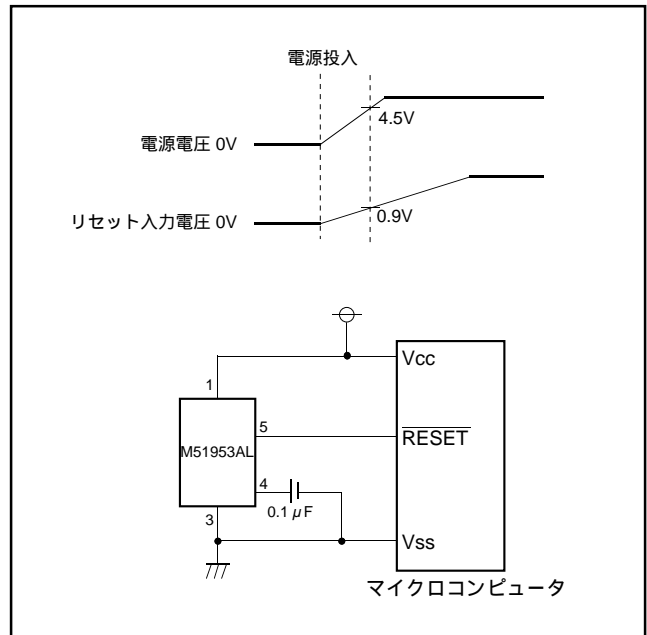 電源投入
4.5V
電源電圧 0V
リセット入力電圧 0V
0.9V
Vcc
1
5
RESET
M51953AL
4
0.1 μF
3
Vss
マイクロコンピュータ